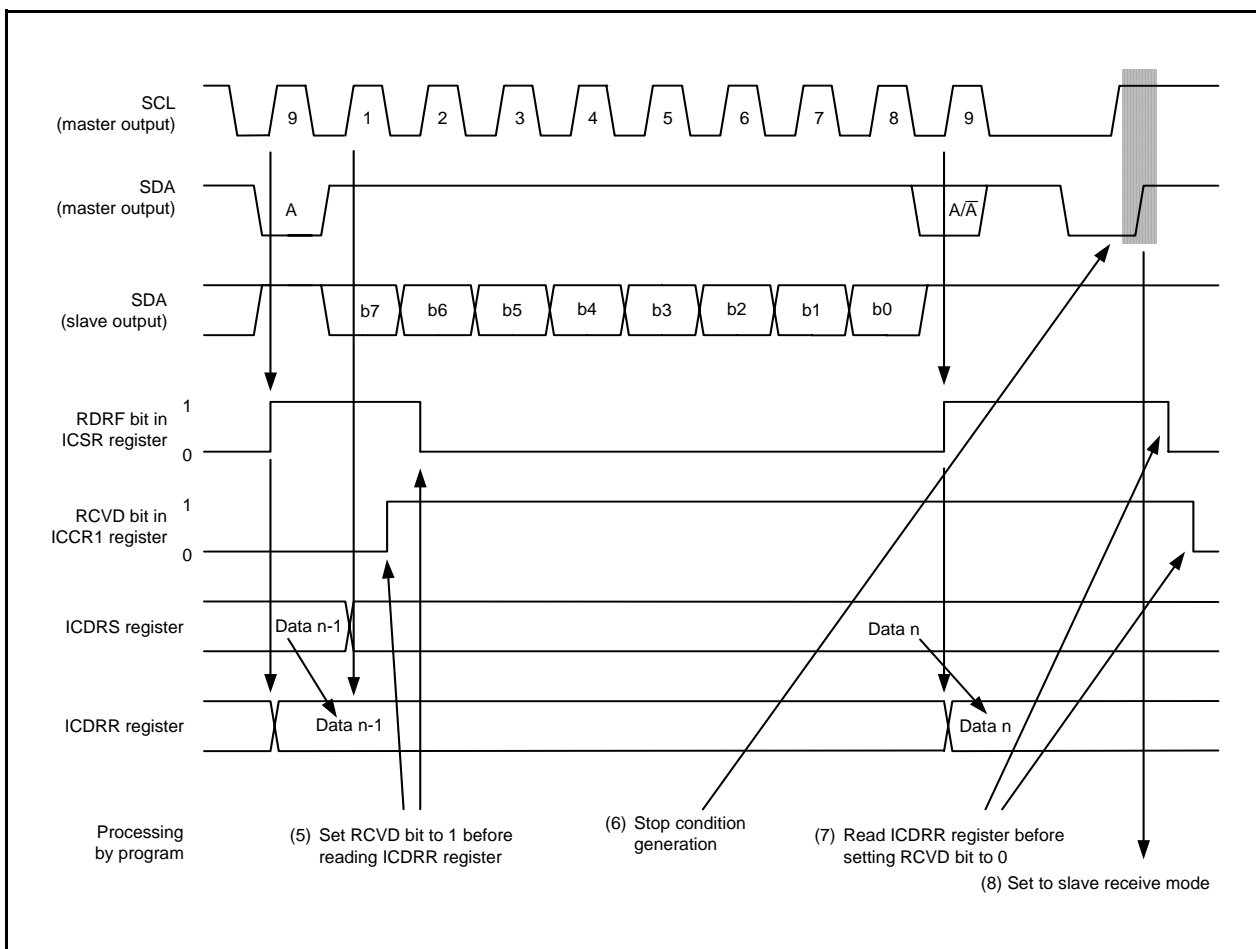 SCL
(master output)
9 1 2 3 4 5 6 7 8 9
SDA
(master output)
A A/A̅
SDA
(slave output)
b7 b6 b5 b4 b3 b2 b1 b0
RDRF bit in
ICSR register
1
0
RCVD bit in
ICCR1 register
1
0
ICDRS register
Data n-1 Data n
ICDRR register
Data n-1 Data n
Processing
by program
(5) Set RCVD bit to 1 before
reading ICDRR register
(6) Stop condition
generation
(7) Read ICDRR register before
setting RCVD bit to 0
(8) Set to slave receive mode